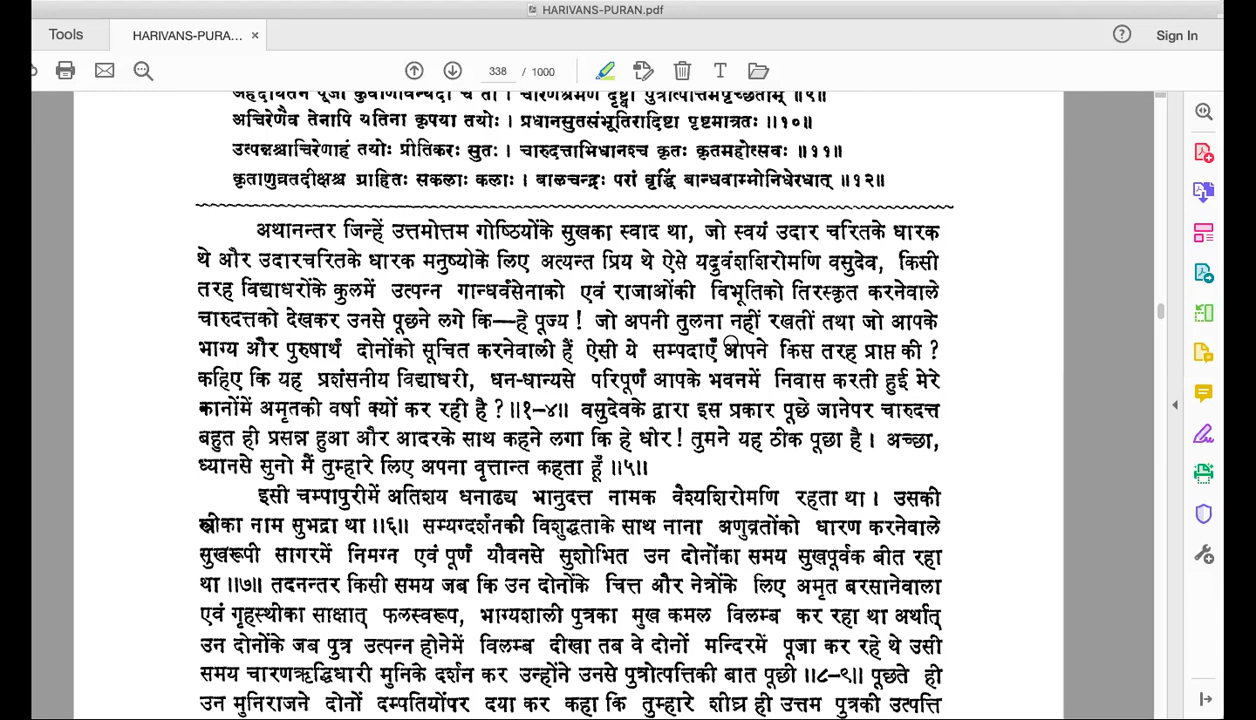 HARIVANS-PURAN.pdf
Tools HARIVANS-PURA... × Sign In
338 / 1000
अर्हदायतने पूजां कुर्वाणावन्यदा च तौ । चारणश्रमणं दृष्ट्वा पुत्रोत्पत्तिमपृच्छताम् ॥९॥
अचिरेणैव तेनापि यतिना कृपया तयोः । प्रधानसुतसंभूतिरादिष्टा पृष्टमात्रतः ॥१०॥
उत्पन्नश्चाचिरेणाहं तयोः प्रीतिकरः सुतः । चारुदत्ताभिधानश्च कृतः कृतमहोत्सवः ॥११॥
कृताणुव्रतदीक्षश्च ग्राहितः सकलाः कलाः । बालचन्द्रः परां वृद्धिं बान्धवाम्भोनिधेरधात् ॥१२॥
अथानन्तर जिन्हें उत्तमोत्तम गोष्ठियोंके सुखका स्वाद था, जो स्वयं उदार चरितके धारक
थे और उदारचरितके धारक मनुष्योके लिए अत्यन्त प्रिय थे ऐसे यदुवंशशिरोमणि वसुदेव, किसी
तरह विद्याधरोंके कुलमें उत्पन्न गान्धर्वसेनाको एवं राजाओंकी विभूतिको तिरस्कृत करनेवाले
चारुदत्तको देखकर उनसे पूछने लगे कि—हे पूज्य ! जो अपनी तुलना नहीं रखतीं तथा जो आपके
भाग्य और पुरुषार्थ दोनोंको सूचित करनेवाली हैं ऐसी ये सम्पदाएँ आपने किस तरह प्राप्त की ?
कहिए कि यह प्रशंसनीय विद्याधरी, धन-धान्यसे परिपूर्ण आपके भवनमें निवास करती हुई मेरे
कानोंमें अमृतकी वर्षा क्यों कर रही है ? ॥१-४॥ वसुदेवके द्वारा इस प्रकार पूछे जानेपर चारुदत्त
बहुत ही प्रसन्न हुआ और आदरके साथ कहने लगा कि हे धीर ! तुमने यह ठीक पूछा है । अच्छा,
ध्यानसे सुनो मैं तुम्हारे लिए अपना वृत्तान्त कहता हूँ ॥५॥
इसी चम्पापुरीमें अतिशय धनाढ्य भानुदत्त नामक वैश्यशिरोमणि रहता था । उसकी
स्त्रीका नाम सुभद्रा था ॥६॥ सम्यग्दर्शनकी विशुद्धताके साथ नाना अणुव्रतोंको धारण करनेवाले
सुखरूपी सागरमें निमग्न एवं पूर्ण यौवनसे सुशोभित उन दोनोंका समय सुखपूर्वक बीत रहा
था ॥७॥ तदनन्तर किसी समय जब कि उन दोनोंके चित्त और नेत्रोंके लिए अमृत बरसानेवाला
एवं गृहस्थीका साक्षात् फलस्वरूप, भाग्यशाली पुत्रका मुख कमल विलम्ब कर रहा था अर्थात्
उन दोनोंके जब पुत्र उत्पन्न होनेमें विलम्ब दीखा तब वे दोनों मन्दिरमें पूजा कर रहे थे उसी
समय चारणऋद्धिधारी मुनिके दर्शन कर उन्होंने उनसे पुत्रोत्पत्तिकी बात पूछी ॥८-९॥ पूछते ही
उन मुनिराजने दोनों दम्पतियोंपर दया कर कहा कि तुम्हारे शीघ्र ही उत्तम पुत्रकी उत्पत्ति